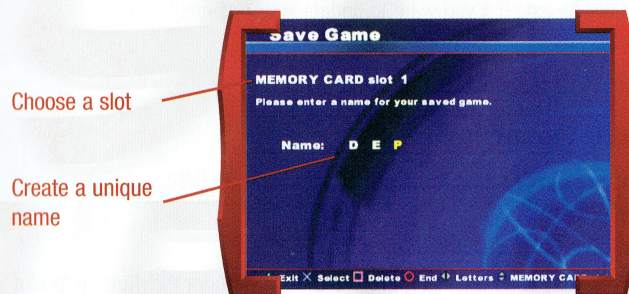 Save Game
MEMORY CARD slot 1
Please enter a name for your saved game.
Name: D E P
Exit Select Delete End Letters MEMORY
Choose a slot
Create a unique
name